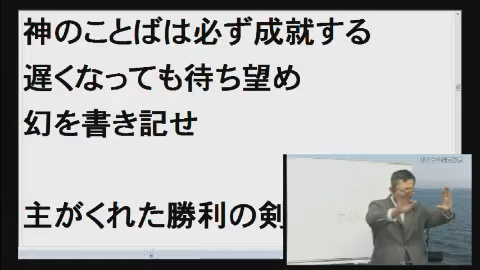 神のことばは必ず成就する
遅くなっても待ち望め
幻を書き記せ
主がくれた勝利の剣